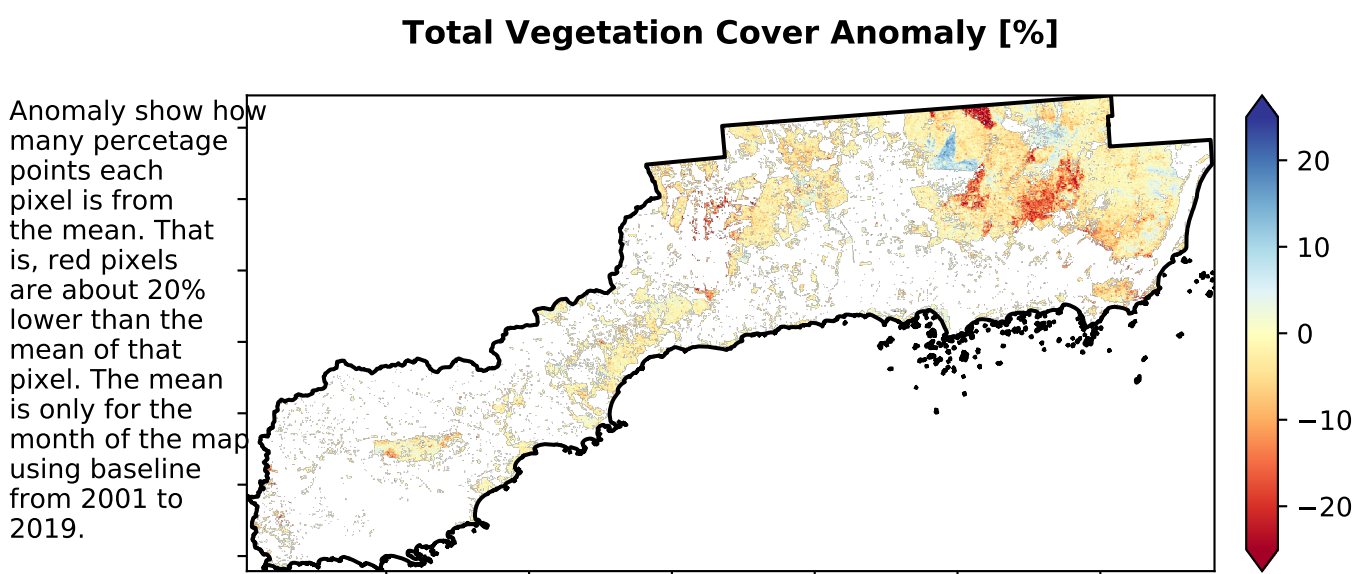 Total Vegetation Cover Anomaly [%]
Anomaly show how
many percetage
points each
pixel is from
the mean. That
is, red pixels
are about 20%
lower than the
mean of that
pixel. The mean
is only for the
month of the map
using baseline
from 2001 to
2019.
20
10
0
−10
−20